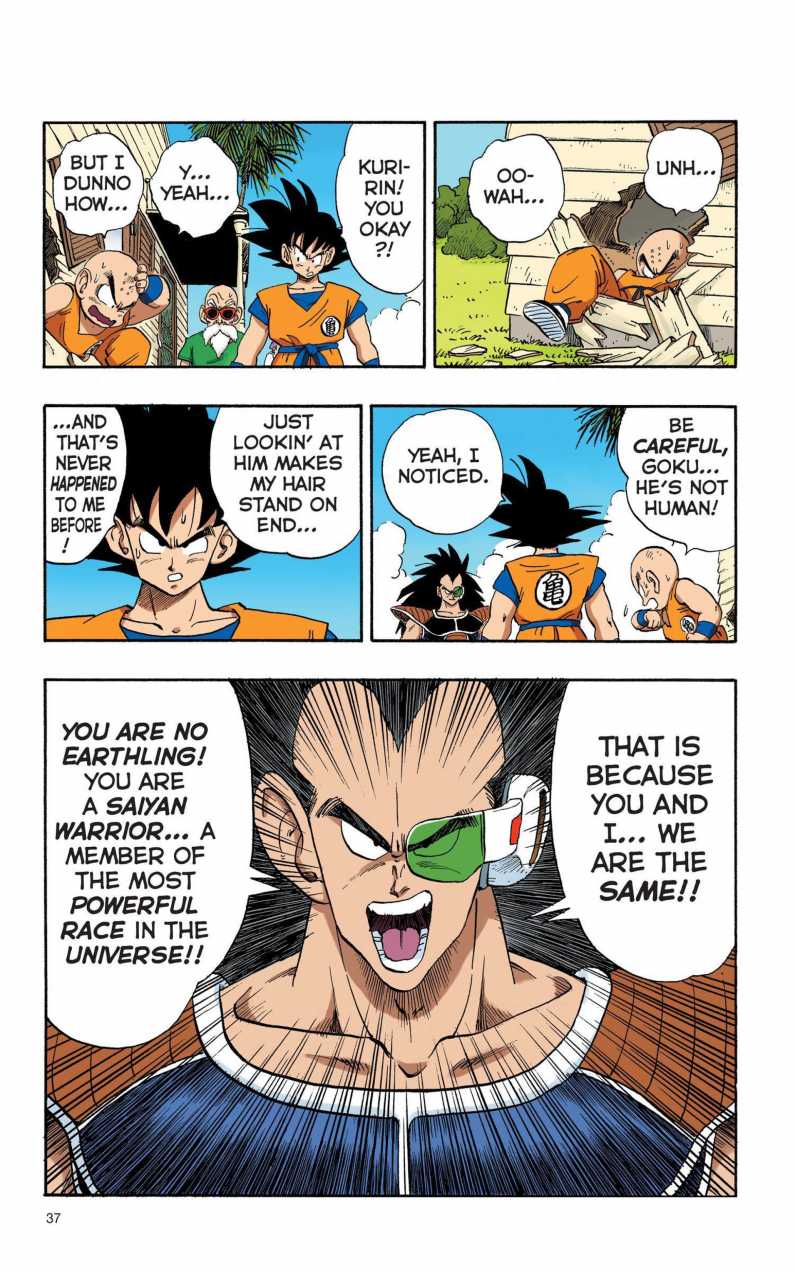 UNH...
OO-
WAH...
KURI-
RIN!
YOU
OKAY
?!
亀
Y...
YEAH...
BUT I
DUNNO
HOW...
BE
CAREFUL,
GOKU...
HE'S NOT
HUMAN!
YEAH, I
NOTICED.
亀
JUST
LOOKIN' AT
HIM MAKES
MY HAIR
STAND ON
END...
...AND
THAT'S
NEVER
HAPPENED
TO ME
BEFORE
!
THAT IS
BECAUSE
YOU AND
I... WE
ARE THE
SAME!!
YOU ARE NO
EARTHLING!
YOU ARE
A SAIYAN
WARRIOR... A
MEMBER OF
THE MOST
POWERFUL
RACE IN THE
UNIVERSE!!
37